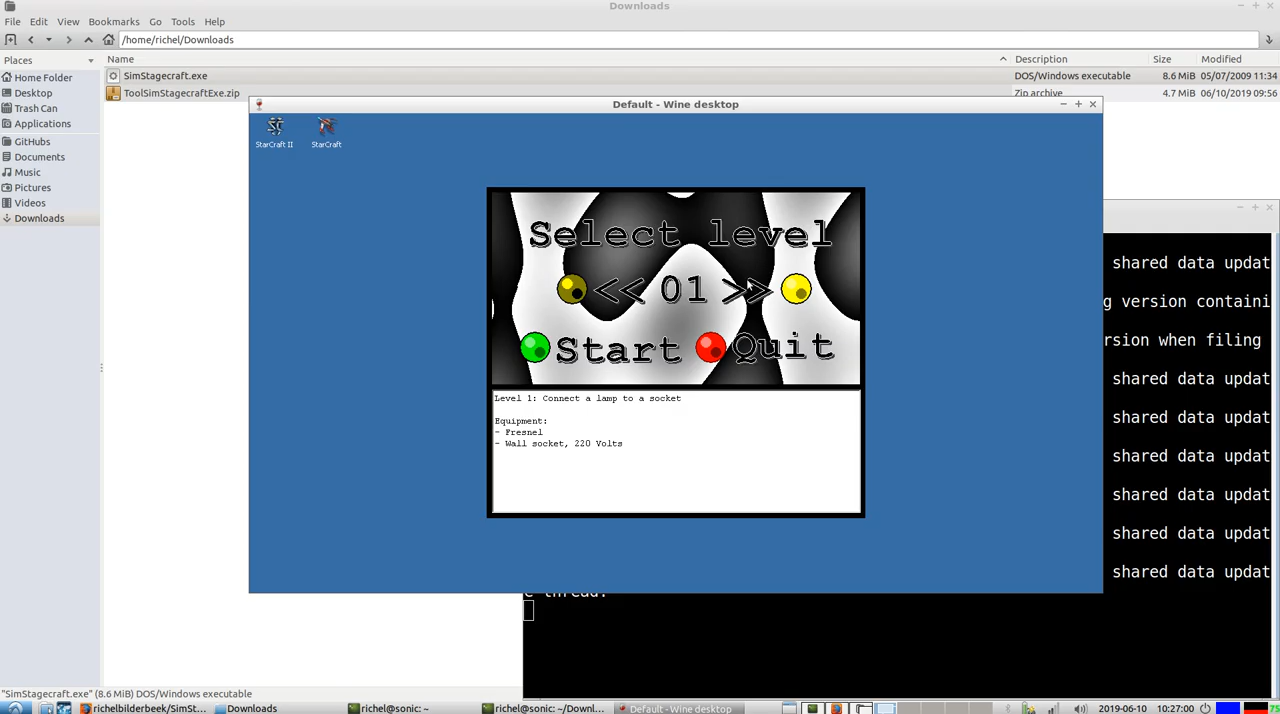 Downloads
File Edit View Bookmarks Go Tools Help
/home/richel/Downloads
Places Name Description Size Modified
Home Folder
Desktop
Trash Can
Applications
GitHubs
Documents
Music
Pictures
Videos
Downloads
SimStagecraft.exe DOS/Windows executable 8.6 MiB 05/07/2009 11:34
ToolSimStagecraftExe.zip Zip archive 4.7 MiB 06/10/2019 09:56
Default - Wine desktop
StarCraft II StarCraft
Select level
<< 01 >>
Start Quit
Level 1: Connect a lamp to a socket
Equipment:
- Fresnel
- Wall socket, 220 Volts
shared data updat
g version containi
rsion when filing
shared data updat
shared data updat
shared data updat
shared data updat
shared data updat
shared data updat
e thread.
"SimStagecraft.exe" (8.6 MiB) DOS/Windows executable
richelbilderbeek/SimSt... Downloads richel@sonic: ~ richel@sonic: ~/Downl... Default - Wine desktop 2019-06-10 10:27:00 75